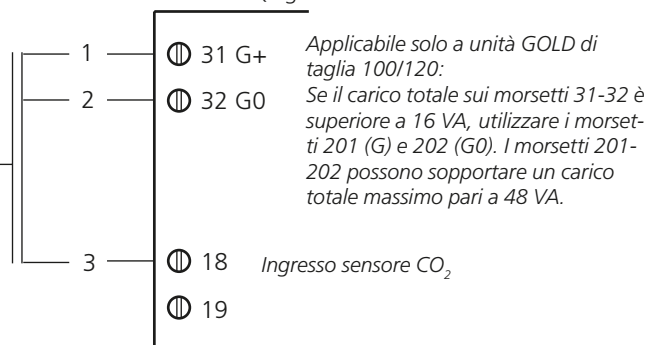 1 31 G+ Applicabile solo a unità GOLD di
taglia 100/120:
2 32 G0 Se il carico totale sui morsetti 31-32 è
superiore a 16 VA, utilizzare i morset-
ti 201 (G) e 202 (G0). I morsetti 201-
202 possono sopportare un carico
totale massimo pari a 48 VA.
3 18 Ingresso sensore CO₂
19